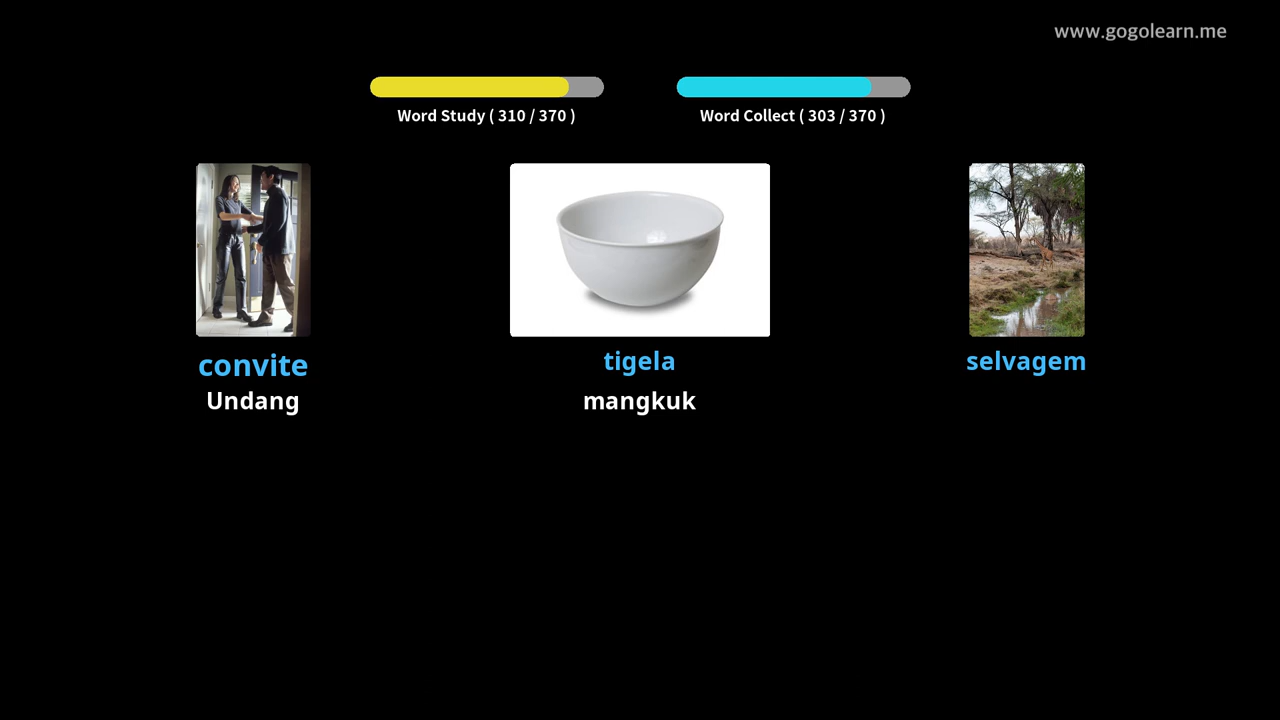 www.gogolearn.me
Word Study ( 310 / 370 )
Word Collect ( 303 / 370 )
convite
Undang
tigela
mangkuk
selvagem